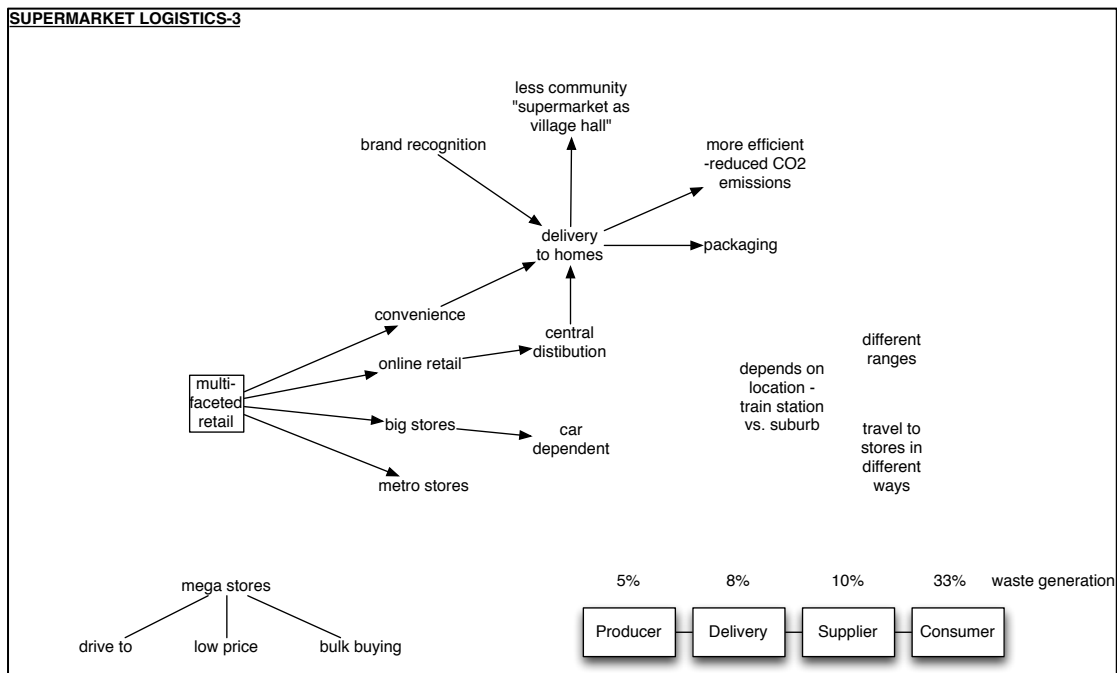 SUPERMARKET LOGISTICS-3
less community
"supermarket as
village hall"
brand recognition
more efficient
-reduced CO2
emissions
delivery
to homes
packaging
convenience
central
distibution
online retail
different
ranges
depends on
location -
train station
vs. suburb
multi-
faceted
retail
big stores
car
dependent
travel to
stores in
different
ways
metro stores
mega stores
drive to
low price
bulk buying
5%
8%
10%
33%
waste generation
Producer
Delivery
Supplier
Consumer